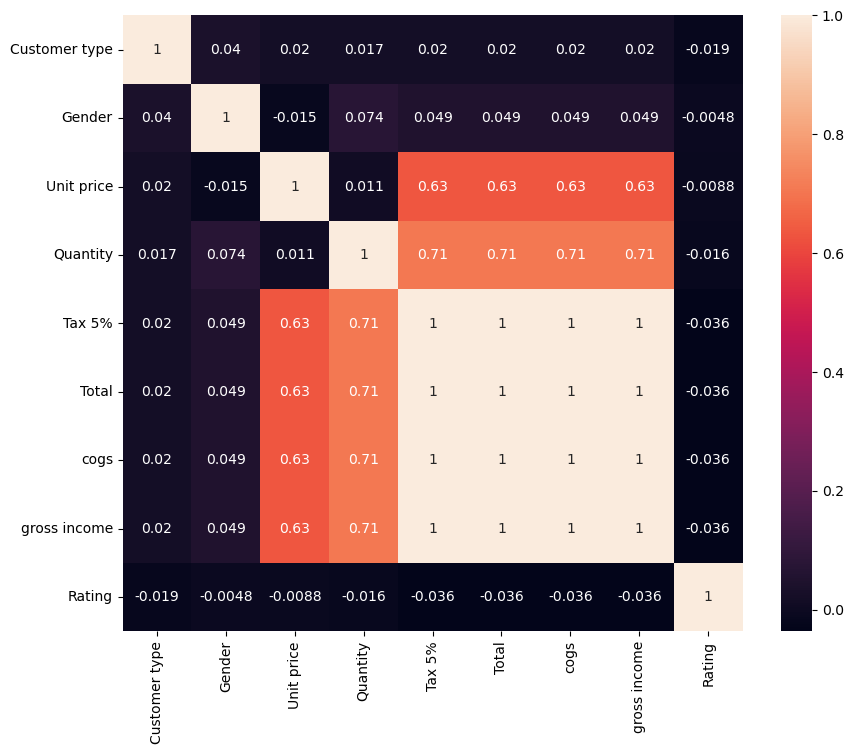 Customer type 1 0.04 0.02 0.017 0.02 0.02 0.02 0.02 -0.019
Gender 0.04 1 -0.015 0.074 0.049 0.049 0.049 0.049 -0.0048
Unit price 0.02 -0.015 1 0.011 0.63 0.63 0.63 0.63 -0.0088
Quantity 0.017 0.074 0.011 1 0.71 0.71 0.71 0.71 -0.016
Tax 5% 0.02 0.049 0.63 0.71 1 1 1 1 -0.036
Total 0.02 0.049 0.63 0.71 1 1 1 1 -0.036
cogs 0.02 0.049 0.63 0.71 1 1 1 1 -0.036
gross income 0.02 0.049 0.63 0.71 1 1 1 1 -0.036
Rating -0.019 -0.0048 -0.0088 -0.016 -0.036 -0.036 -0.036 -0.036 1
Customer type
Gender
Unit price
Quantity
Tax 5%
Total
cogs
gross income
Rating
1.0
0.8
0.6
0.4
0.2
0.0